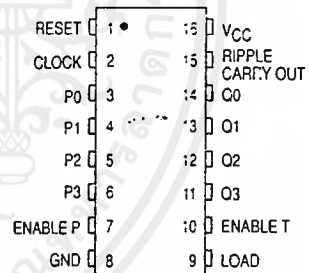 RESET 1 16 VCC
CLOCK 2 15 RIPPLE CARRY OUT
P0 3 14 Q0
P1 4 13 Q1
P2 5 12 Q2
P3 6 11 Q3
ENABLE P 7 10 ENABLE T
GND 8 9 LOAD